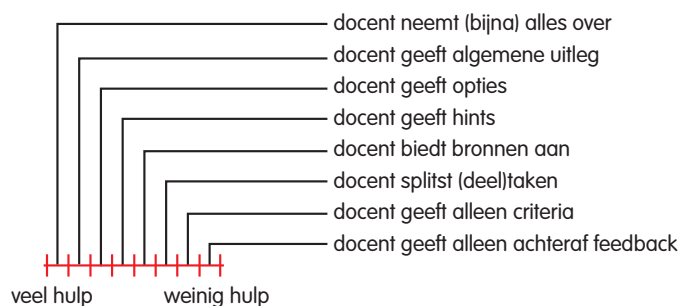 docent neemt (bijna) alles over
docent geeft algemene uitleg
docent geeft opties
docent geeft hints
docent biedt bronnen aan
docent splitst (deel)taken
docent geeft alleen criteria
docent geeft alleen achteraf feedback
veel hulp weinig hulp